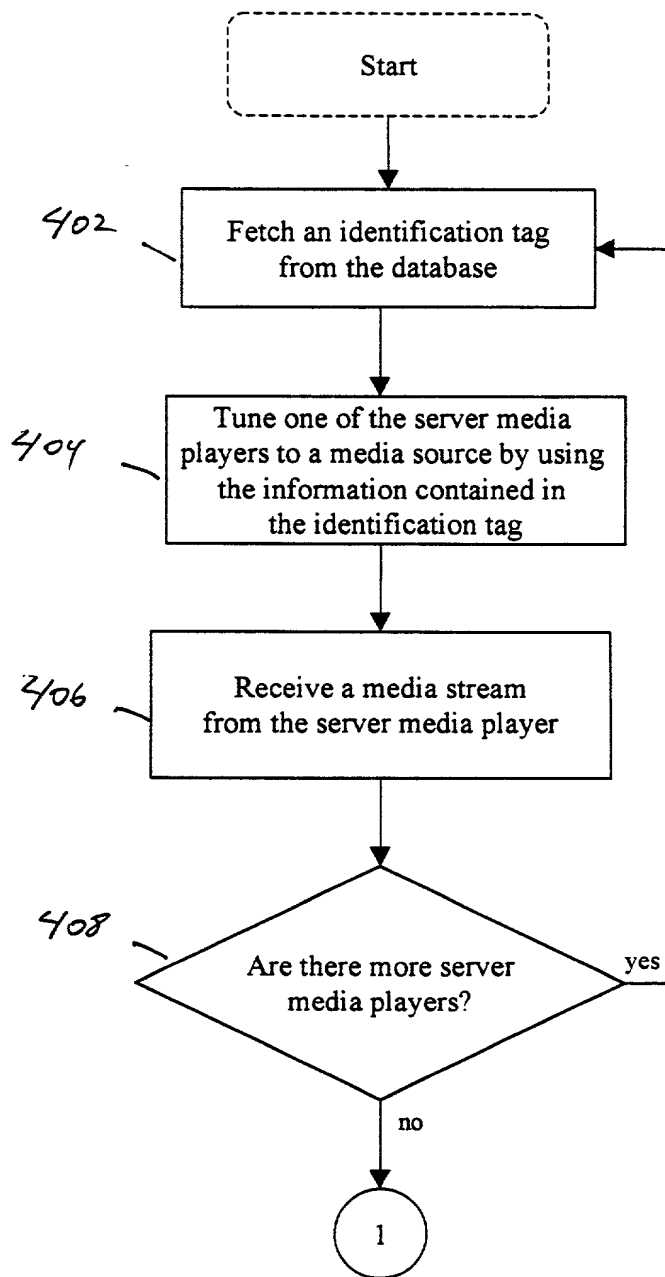 Start
402
Fetch an identification tag
from the database
404
Tune one of the server media
players to a media source by using
the information contained in
the identification tag
406
Receive a media stream
from the server media player
408
Are there more server
media players?
yes
no
1